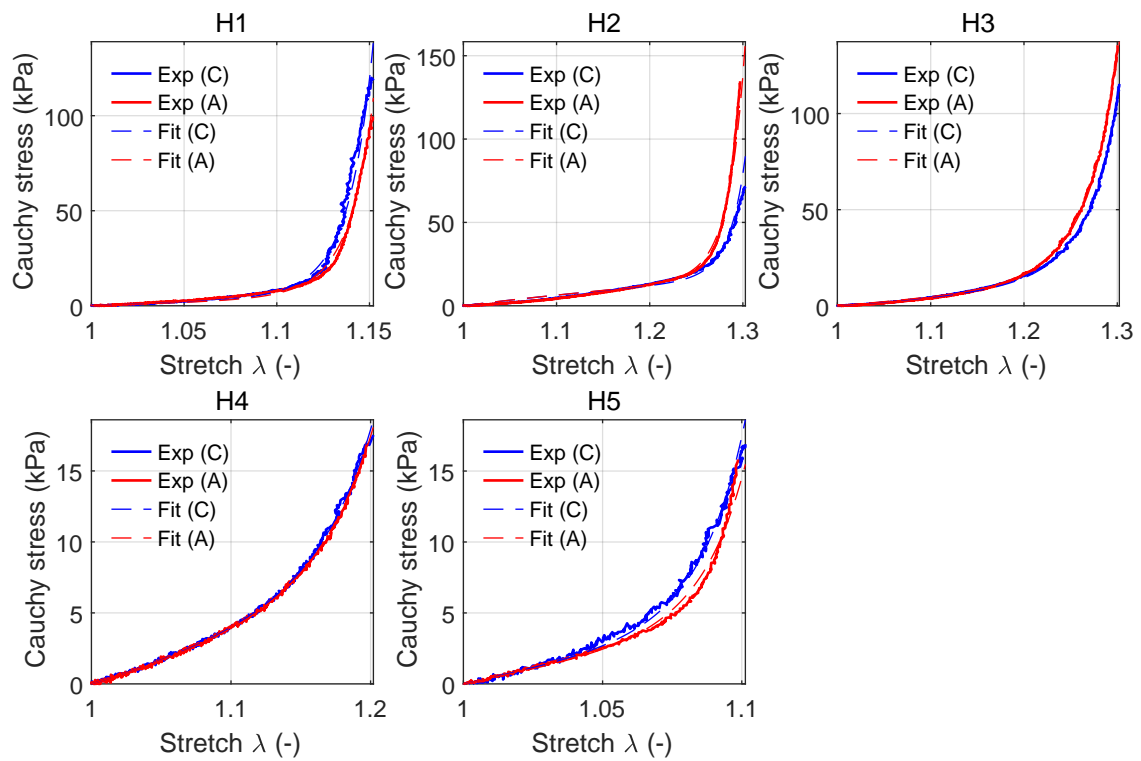 H1
Cauchy stress (kPa)
100
50
0
Exp (C)
Exp (A)
Fit (C)
Fit (A)
1
1.05
1.1
1.15
Stretch λ (-)
H2
Cauchy stress (kPa)
150
100
50
0
Exp (C)
Exp (A)
Fit (C)
Fit (A)
1
1.1
1.2
1.3
Stretch λ (-)
H3
Cauchy stress (kPa)
100
50
0
Exp (C)
Exp (A)
Fit (C)
Fit (A)
1
1.1
1.2
1.3
Stretch λ (-)
H4
Cauchy stress (kPa)
15
10
5
0
Exp (C)
Exp (A)
Fit (C)
Fit (A)
1
1.1
1.2
Stretch λ (-)
H5
Cauchy stress (kPa)
15
10
5
0
Exp (C)
Exp (A)
Fit (C)
Fit (A)
1
1.05
1.1
Stretch λ (-)